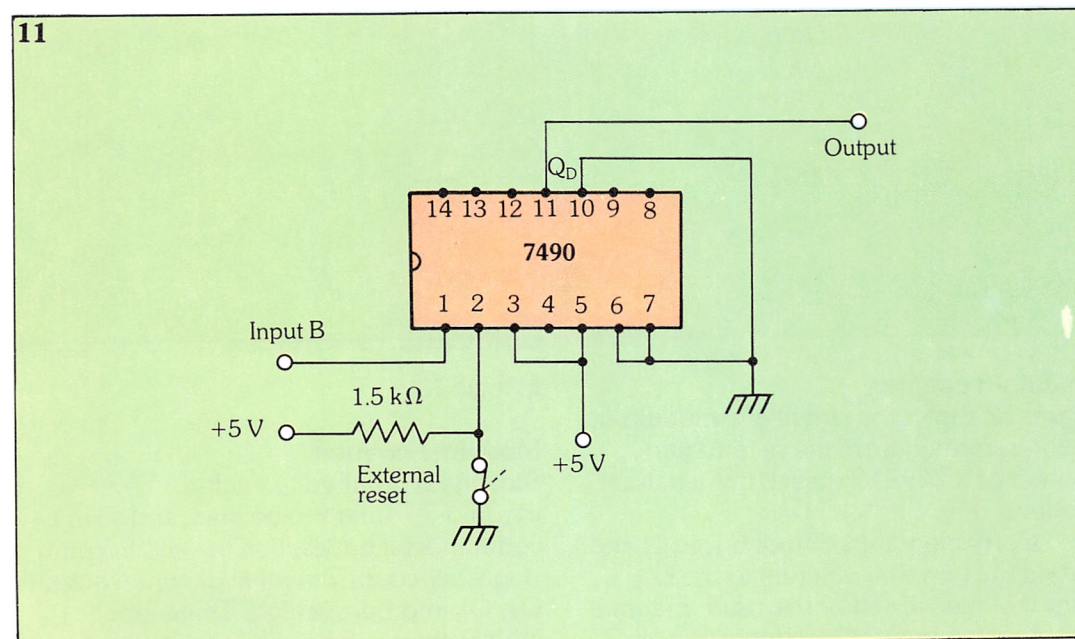 11
Output
Q_D
14 13 12 11 10 9 8
7490
1 2 3 4 5 6 7
Input B
1.5 kΩ
+5 V
+5 V
External
reset